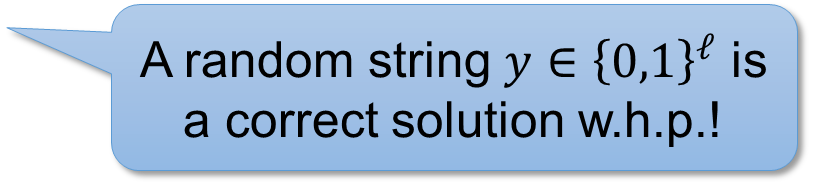 A random string 𝑦 ∈ {0,1}^ℓ is
a correct solution w.h.p.!